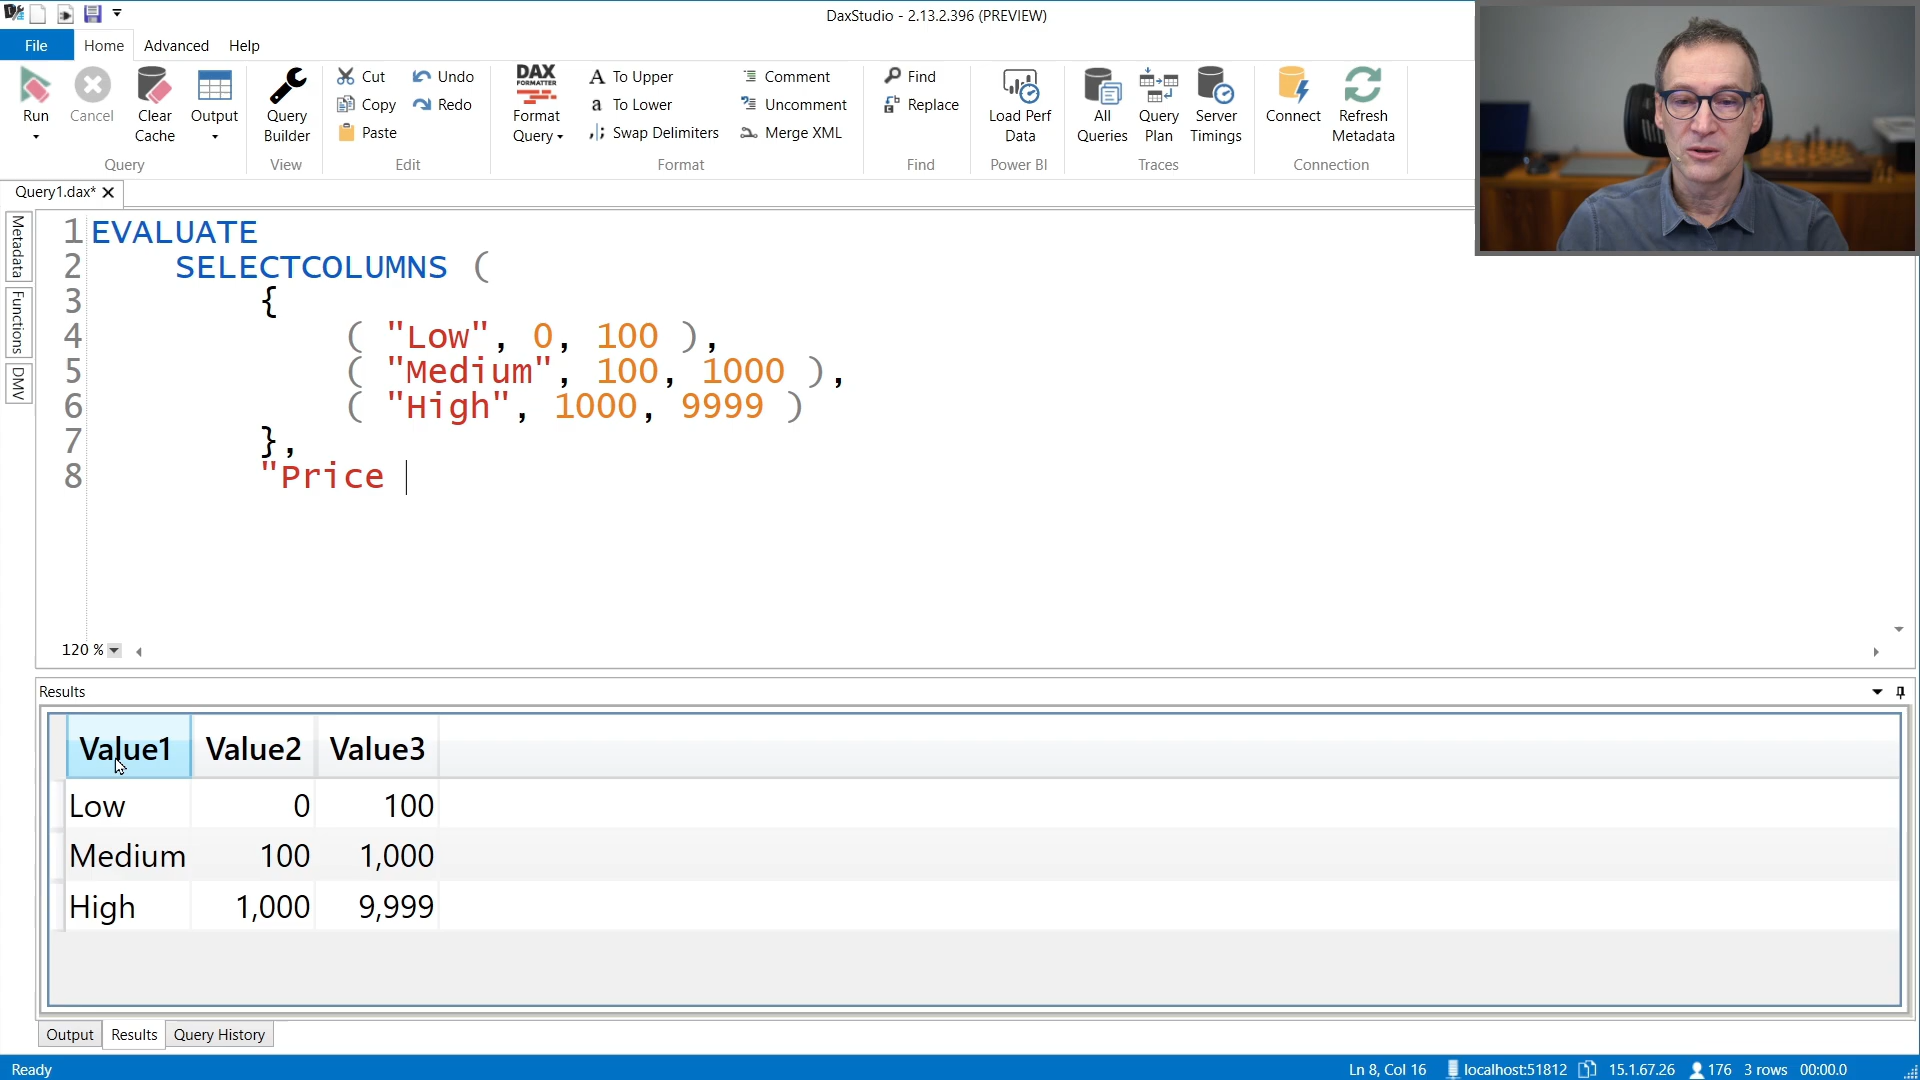 DaxStudio - 2.13.2.396 (PREVIEW)
File Home Advanced Help
Run
Cancel
Clear Cache
Output
Query
Query Builder
View
Cut
Copy
Paste
Undo
Redo
Edit
DAX
FORMATTER
Format Query
To Upper
To Lower
Swap Delimiters
Comment
Uncomment
Merge XML
Format
Find
Replace
Find
Load Perf Data
Power BI
All Queries
Query Plan
Server Timings
Traces
Connect
Refresh Metadata
Connection
Query1.dax*
Metadata
Functions
DMV
1 EVALUATE
2 SELECTCOLUMNS (
3 {
4 ( "Low", 0, 100 ),
5 ( "Medium", 100, 1000 ),
6 ( "High", 1000, 9999 )
7 },
8 "Price
120 %
Results
Value1 Value2 Value3
Low 0 100
Medium 100 1,000
High 1,000 9,999
Output Results Query History
Ready Ln 8, Col 16 localhost:51812 15.1.67.26 176 3 rows 00:00.0